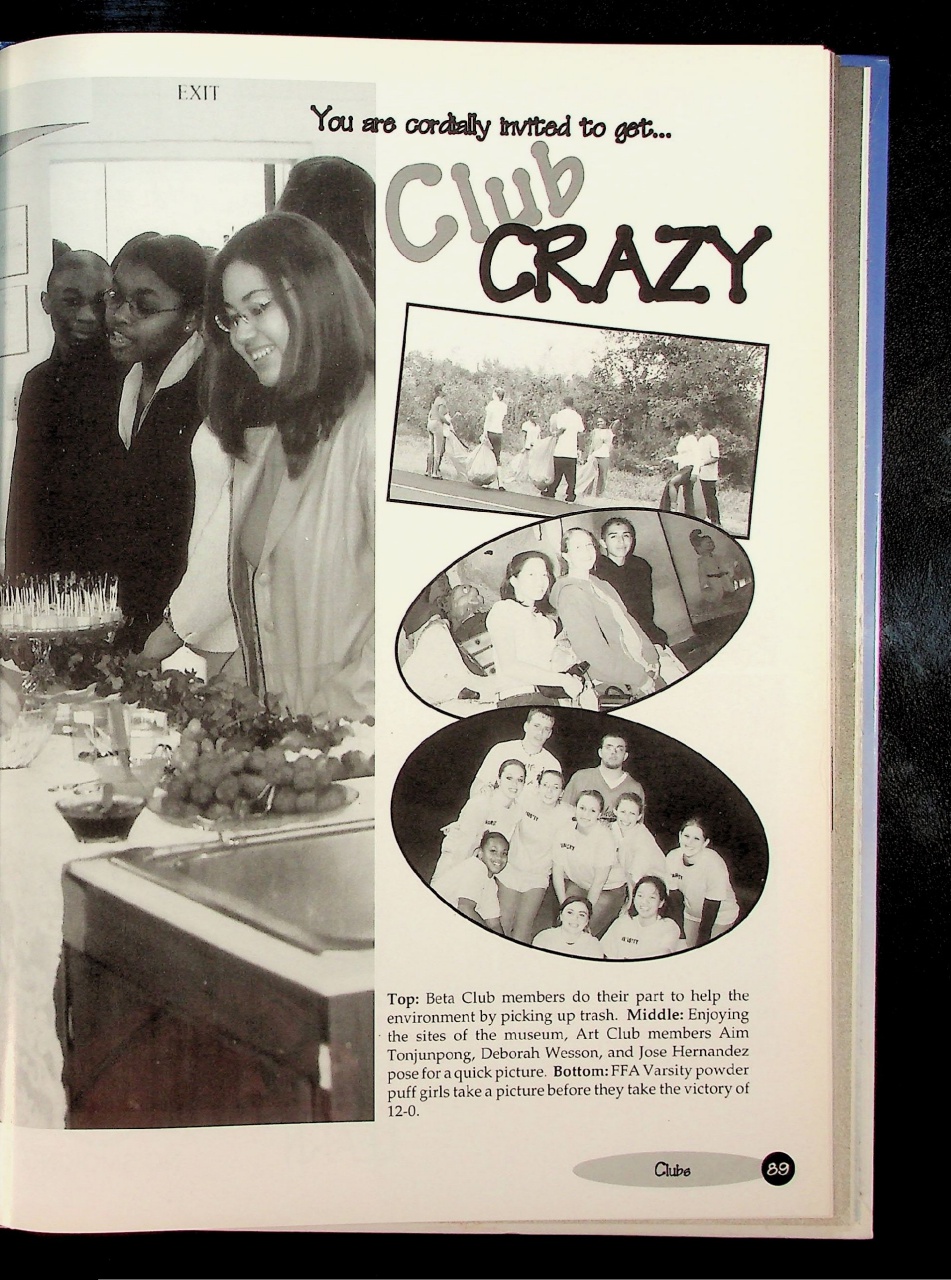 EXIT
You are cordially invited to get...
Club
CRAZY
Top: Beta Club members do their part to help the
environment by picking up trash. Middle: Enjoying
the sites of the museum, Art Club members Aim
Tonjunpong, Deborah Wesson, and Jose Hernandez
pose for a quick picture. Bottom: FFA Varsity powder
puff girls take a picture before they take the victory of
12-0.
Clubs 89